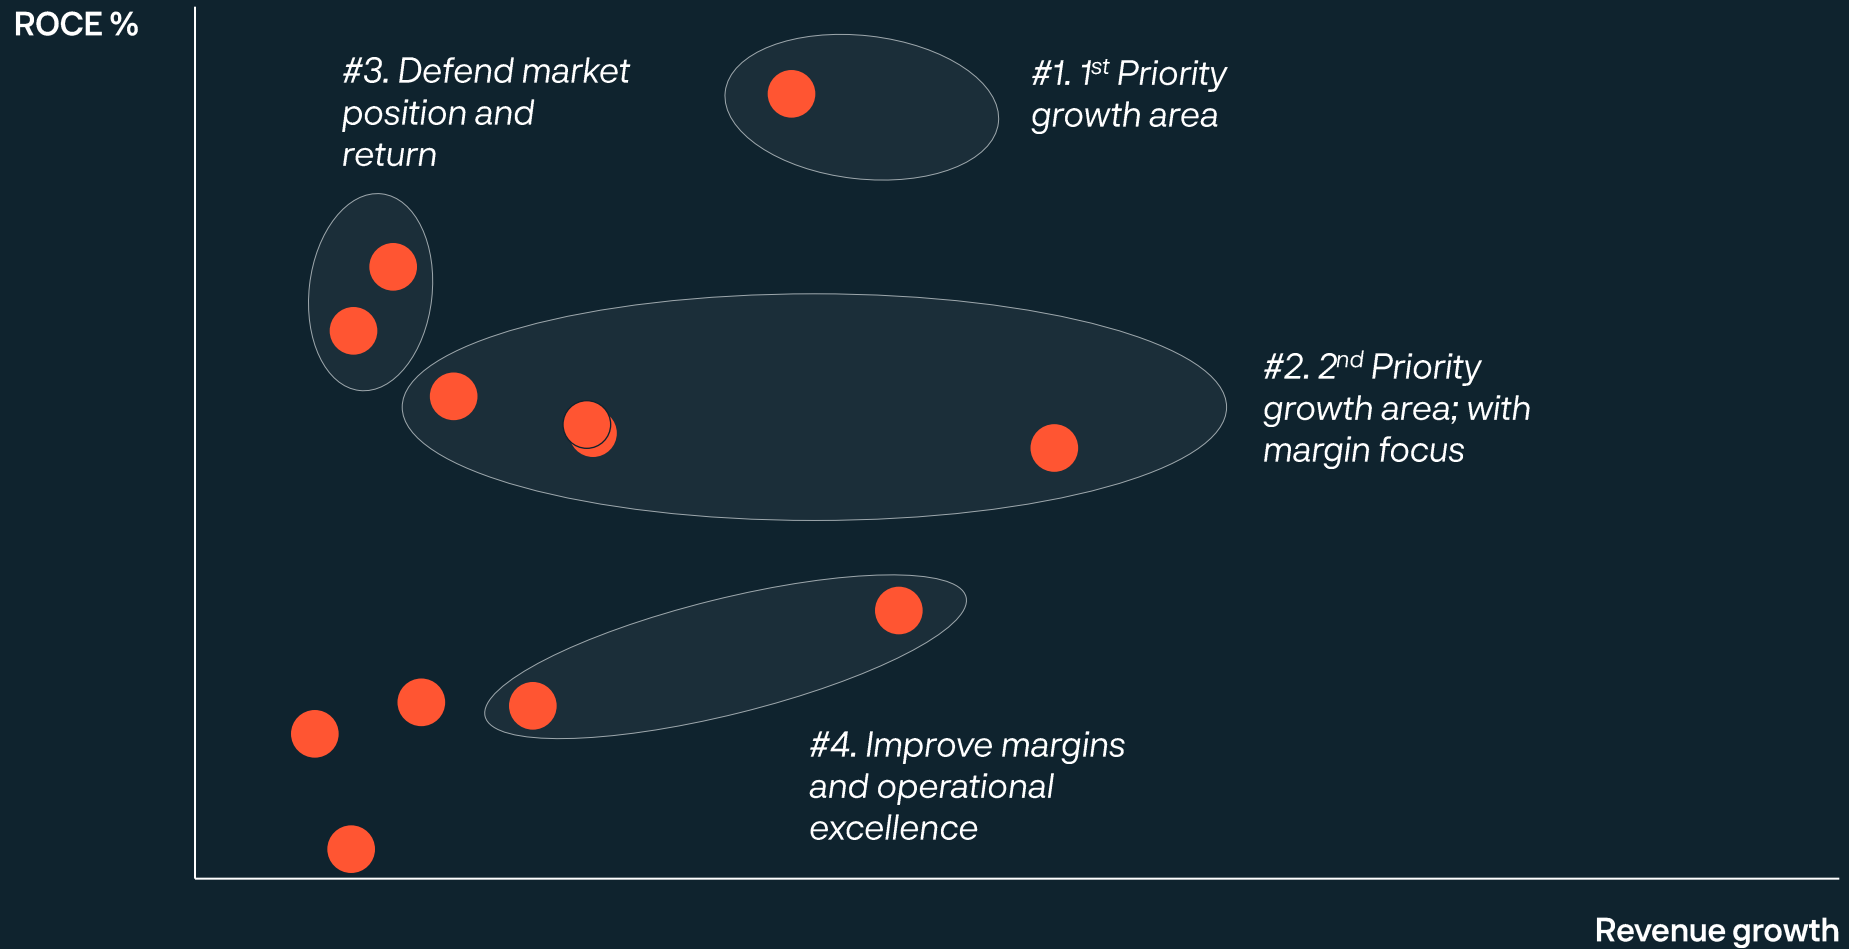 ROCE %
#3. Defend market
position and
return
#1. 1st Priority
growth area
#2. 2nd Priority
growth area; with
margin focus
#4. Improve margins
and operational
excellence
Revenue growth